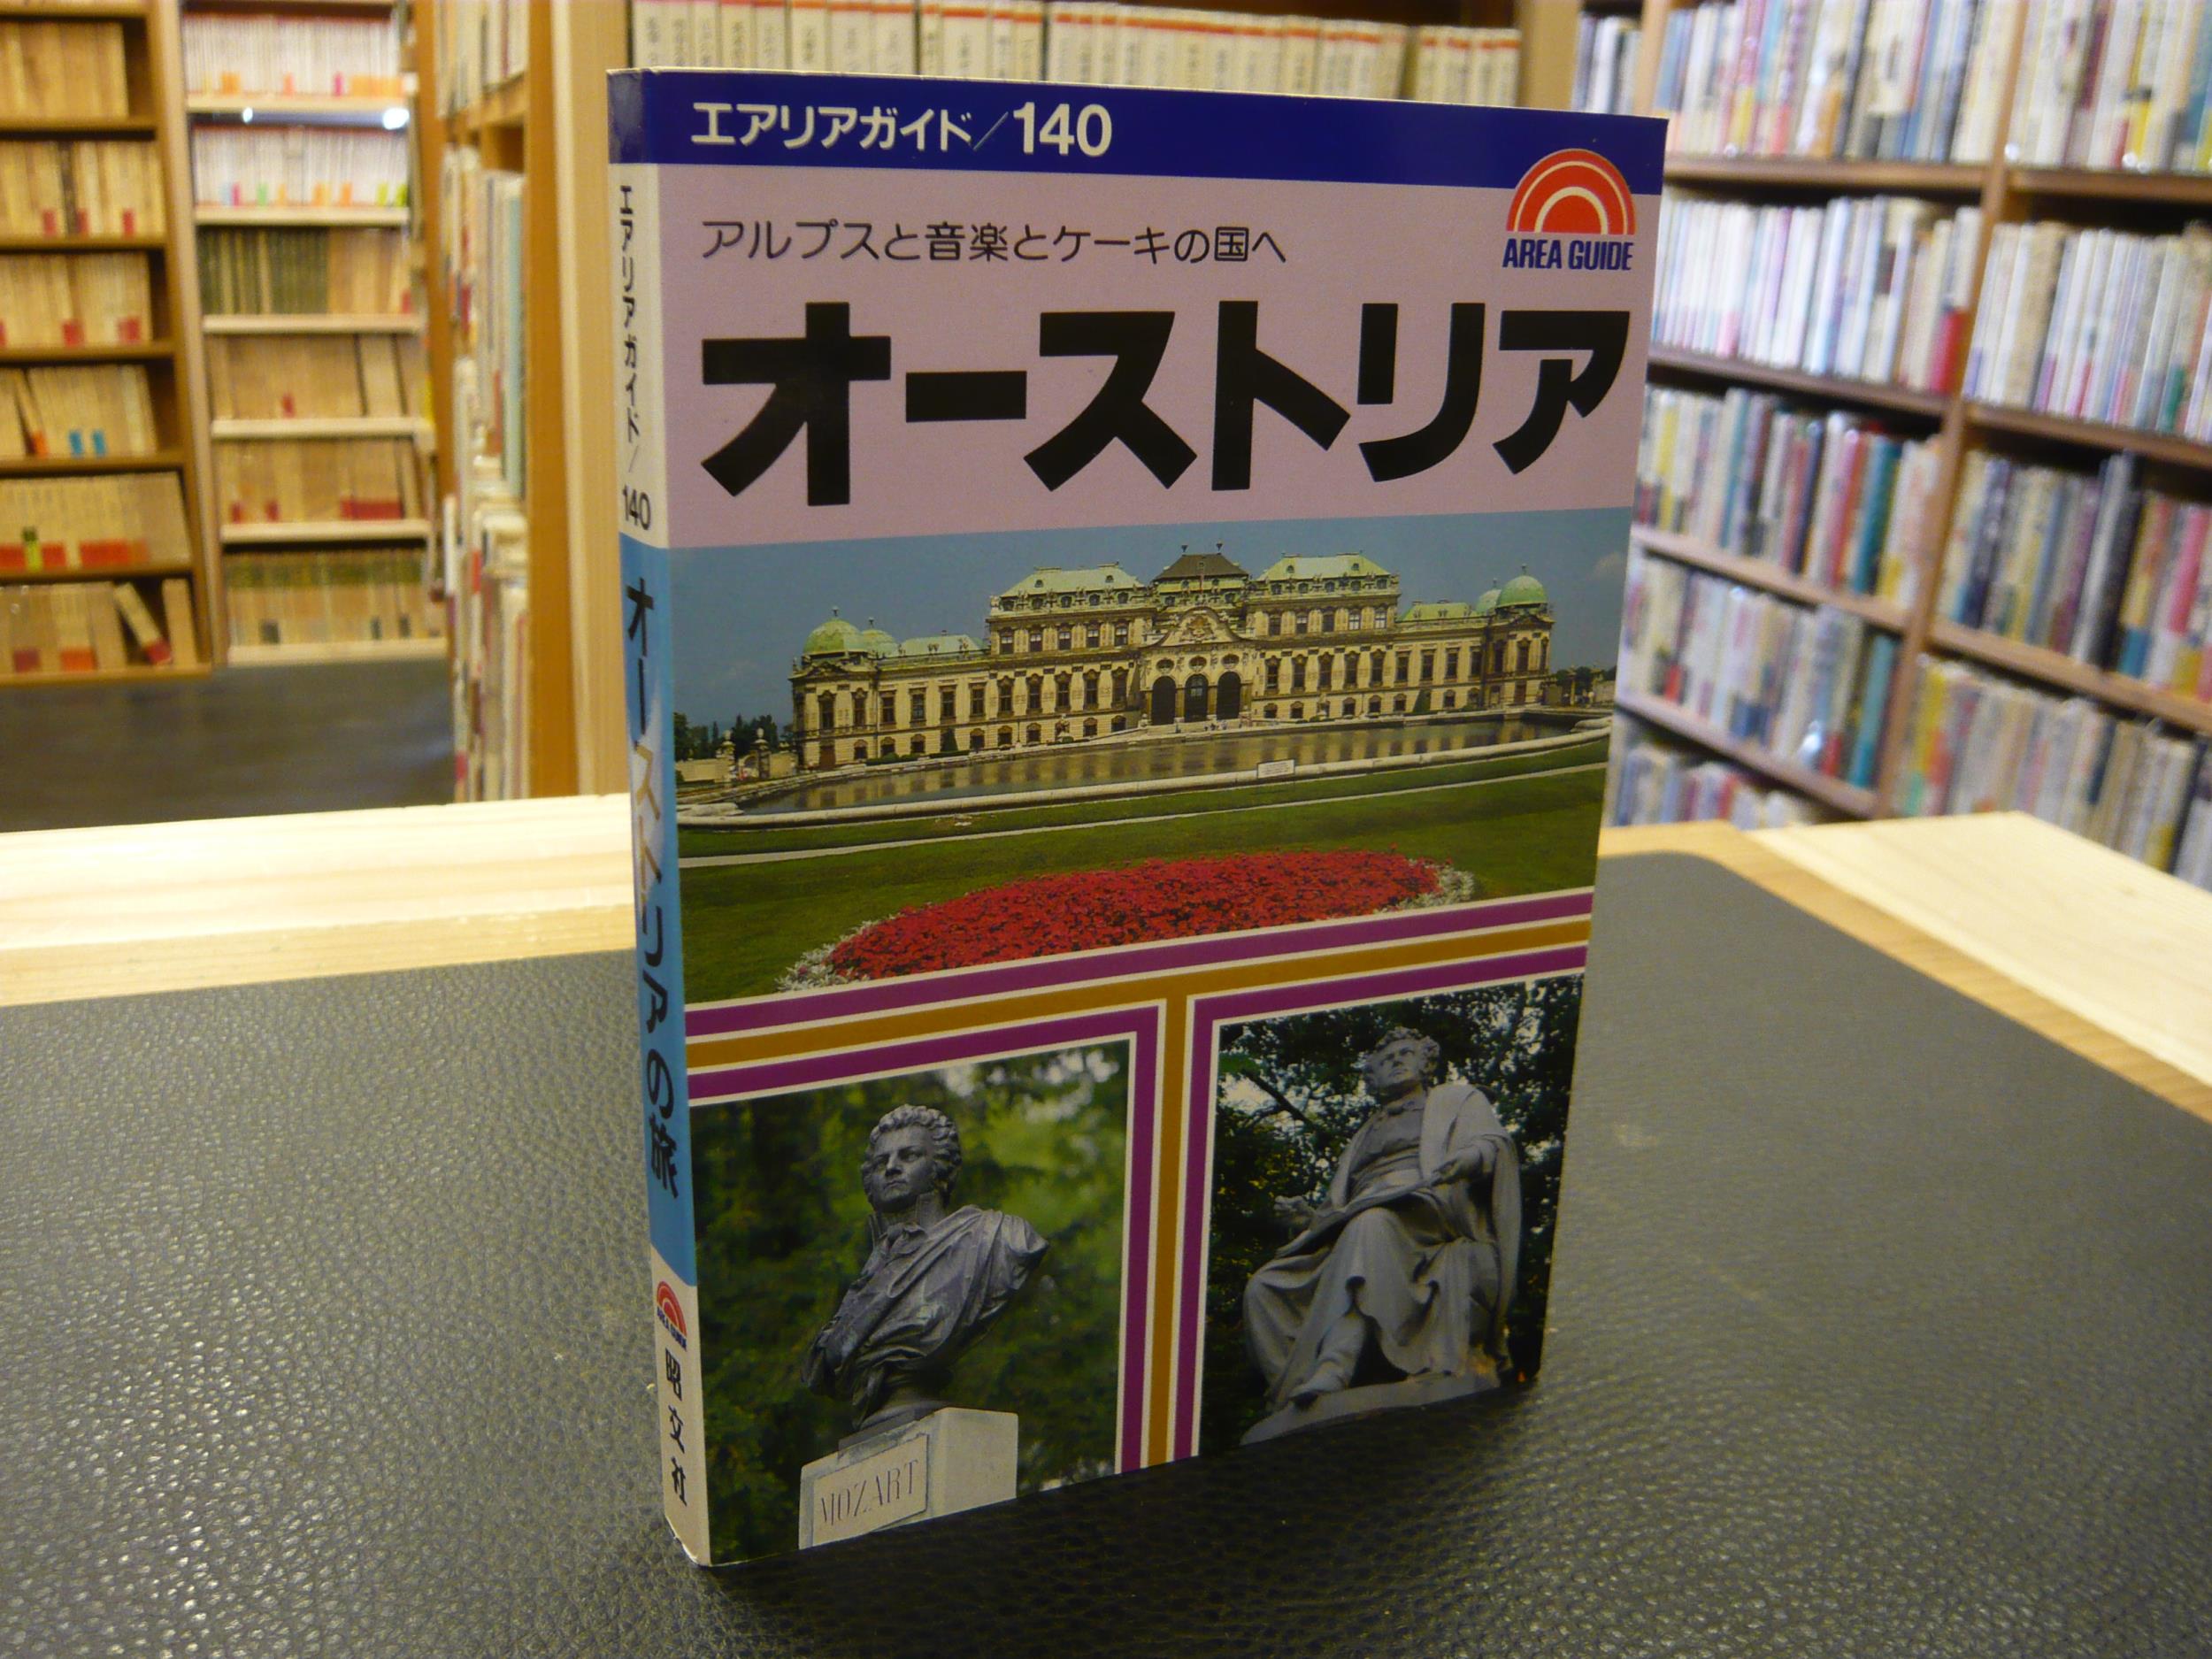 エアリアガイド/140
AREA GUIDE
アルプスと音楽とケーキの国へ
オーストリア
MOZART
エアリアガイド/140
オーストリアの旅
AREA GUIDE
昭文社